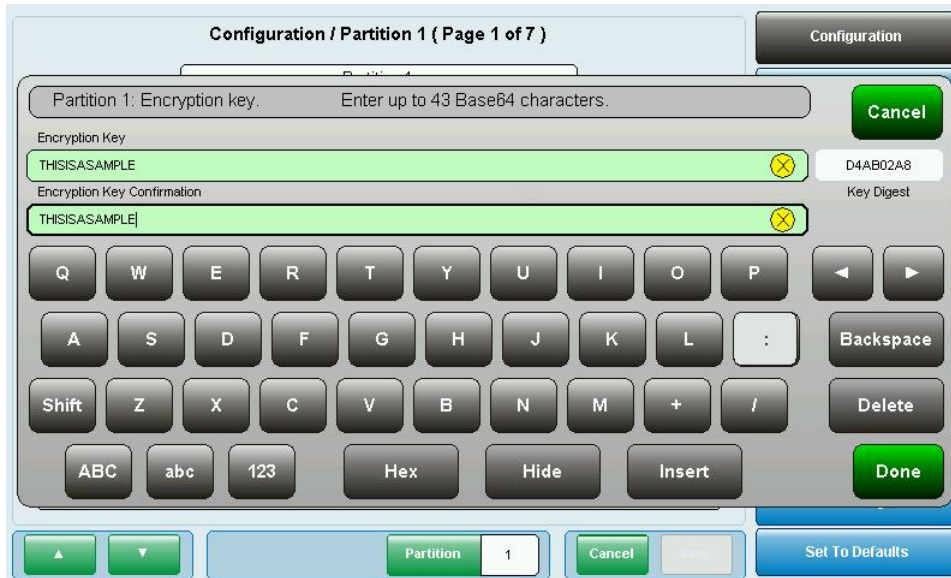 Configuration / Partition 1 ( Page 1 of 7 )
Configuration
Partition 1: Encryption key. Enter up to 43 Base64 characters.
Cancel
Encryption Key
THISISASAMPLE
D4AB02A8
Encryption Key Confirmation
Key Digest
THISISASAMPLE
Q W E R T Y U I O P ◄ ►
A S D F G H J K L : Backspace
Shift Z X C V B N M + / Delete
ABC abc 123 Hex Hide Insert Done
▲ ▼ Partition 1 Cancel Set To Defaults